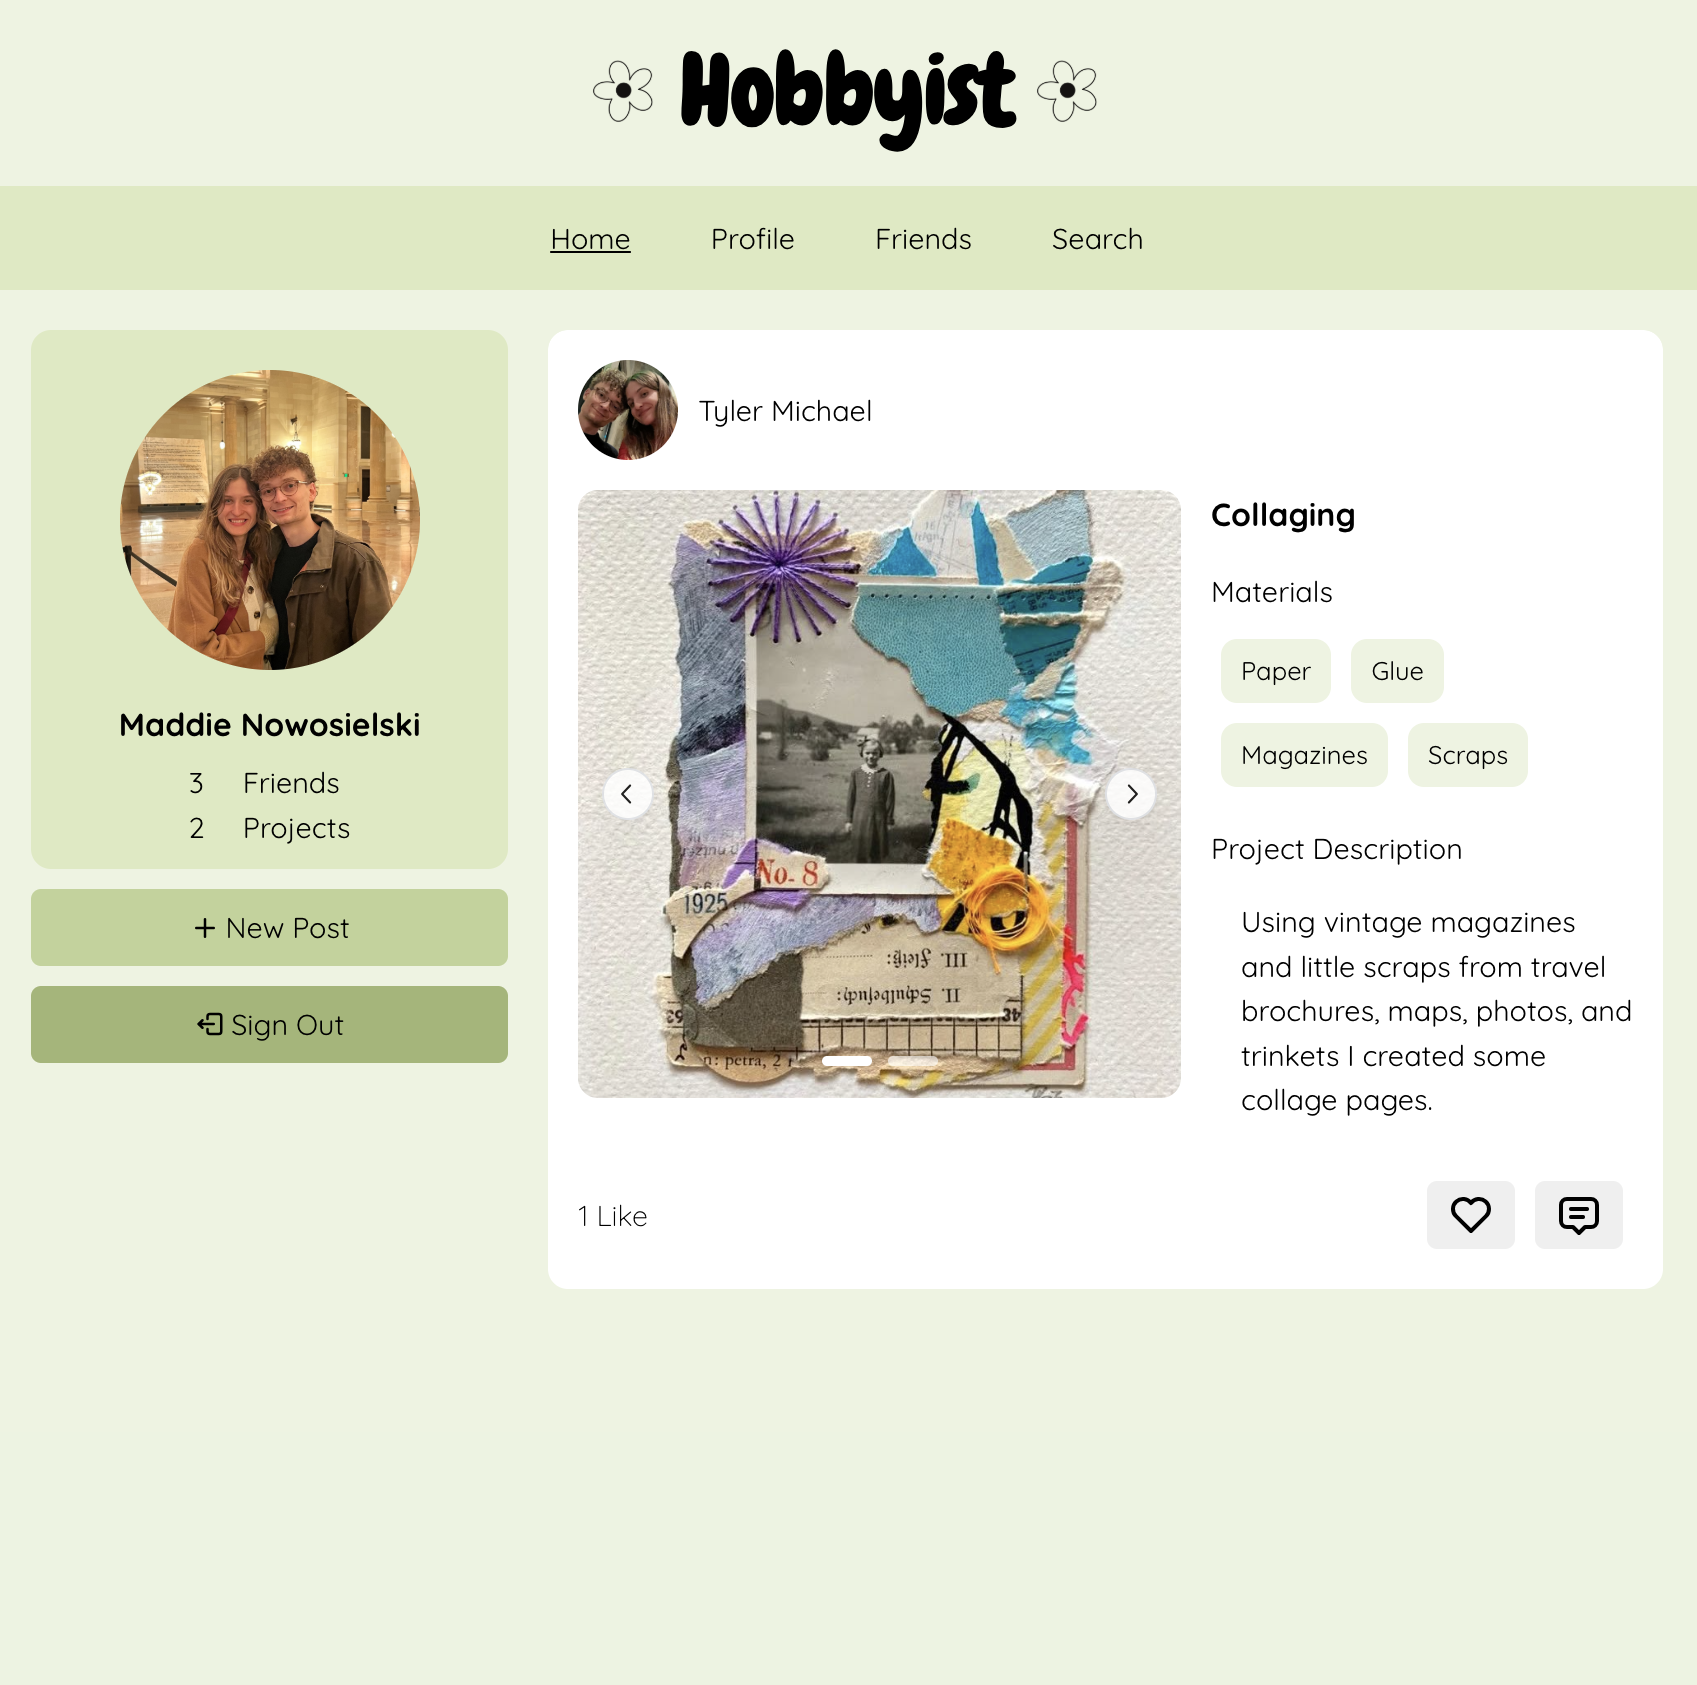 Hobbyist
Home Profile Friends Search
Maddie Nowosielski
3 Friends
2 Projects
+ New Post
Sign Out
Tyler Michael
No. 8
1925
III. Fleiß:
II. Schulbesuch:
n: petra, 2
Collaging
Materials
Paper Glue
Magazines Scraps
Project Description
Using vintage magazines
and little scraps from travel
brochures, maps, photos, and
trinkets I created some
collage pages.
1 Like